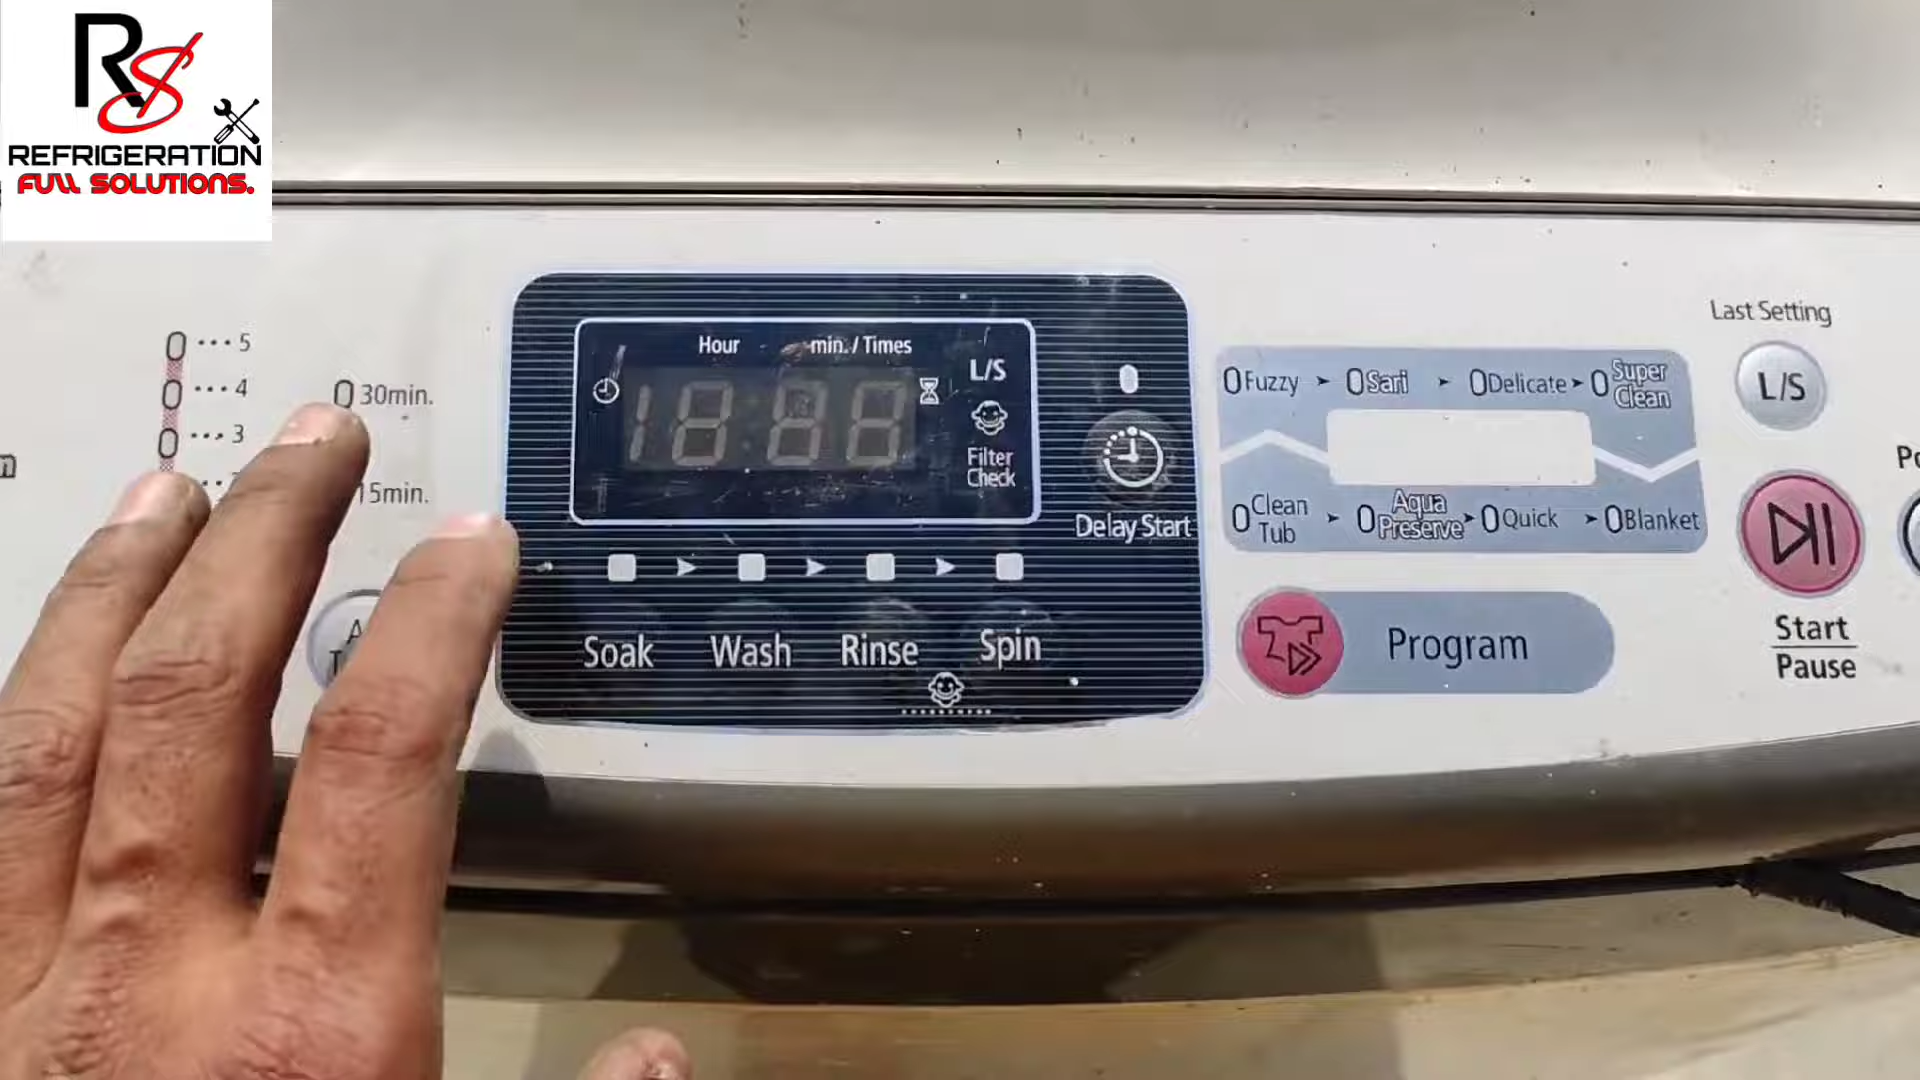 RS
REFRIGERATION
FULL SOLUTIONS.
5
4
3
30min.
15min.
Hour
min. / Times
L/S
Filter
Check
Delay Start
Soak
Wash
Rinse
Spin
Fuzzy
Sari
Delicate
Super
Clean
Clean
Tub
Aqua
Preserve
Quick
Blanket
Program
Last Setting
L/S
Start
Pause